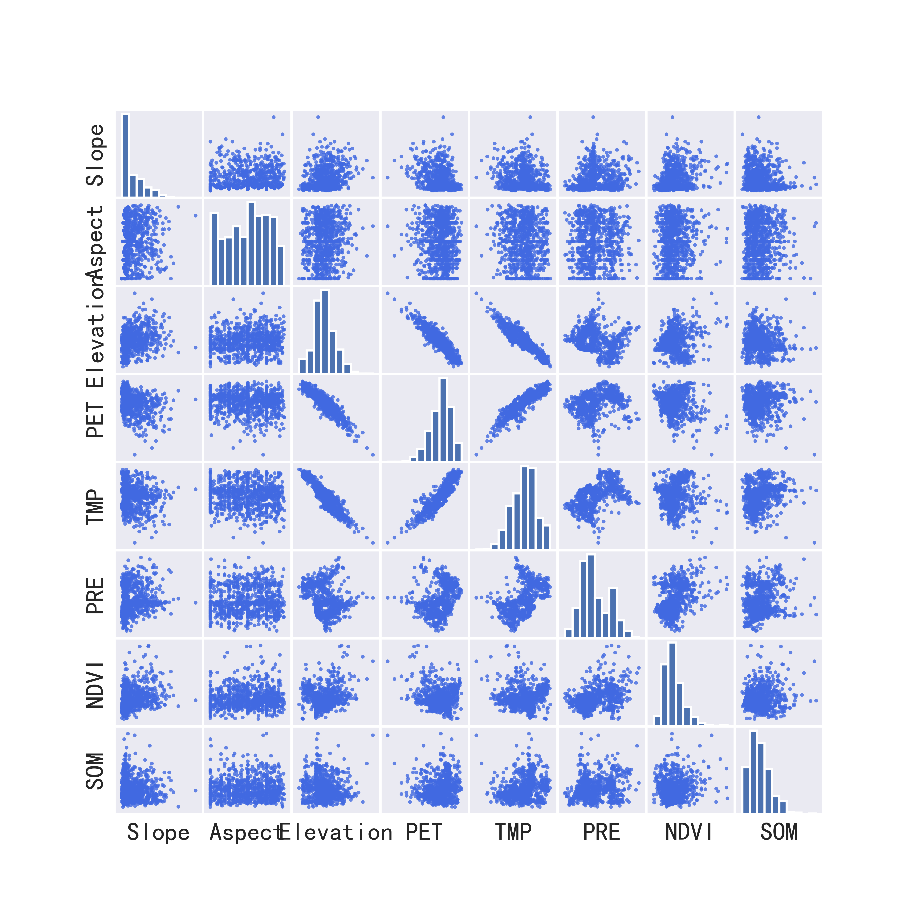 Slope
Aspect
Elevation
PET
TMP
PRE
NDVI
SOM
Slope Aspect Elevation PET TMP PRE NDVI SOM